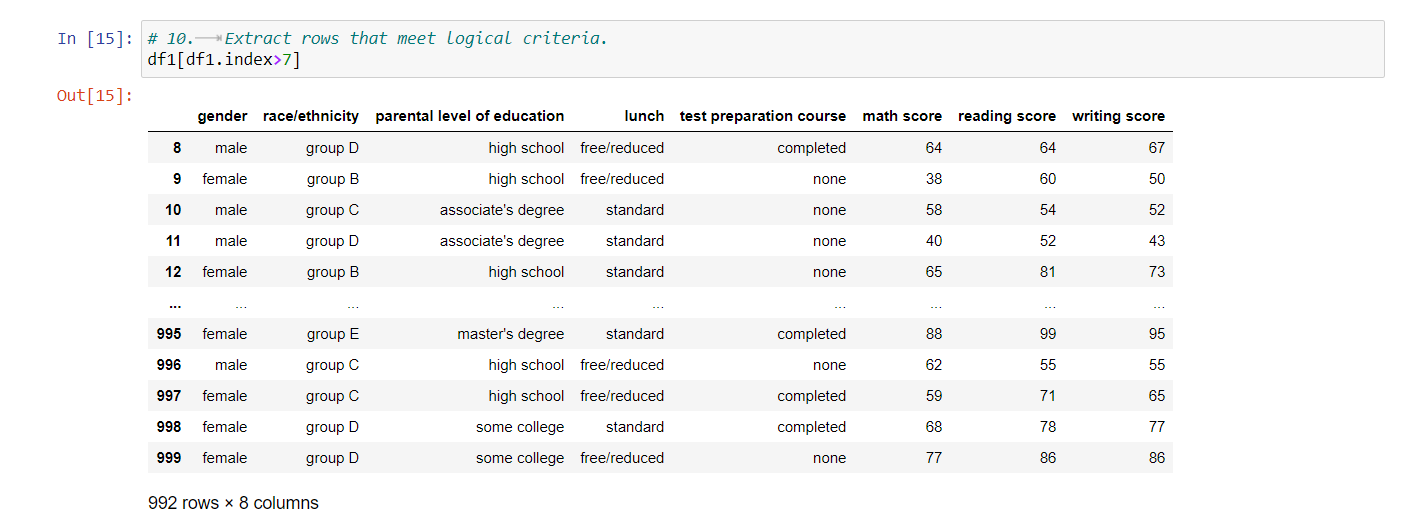 In [15]: # 10.—→Extract rows that meet logical criteria.
df1[df1.index>7]
Out[15]:
gender race/ethnicity parental level of education lunch test preparation course math score reading score writing score
8 male group D high school free/reduced completed 64 64 67
9 female group B high school free/reduced none 38 60 50
10 male group C associate's degree standard none 58 54 52
11 male group D associate's degree standard none 40 52 43
12 female group B high school standard none 65 81 73
... ... ... ... ... ... ... ... ...
995 female group E master's degree standard completed 88 99 95
996 male group C high school free/reduced none 62 55 55
997 female group C high school free/reduced completed 59 71 65
998 female group D some college standard completed 68 78 77
999 female group D some college free/reduced none 77 86 86
992 rows × 8 columns